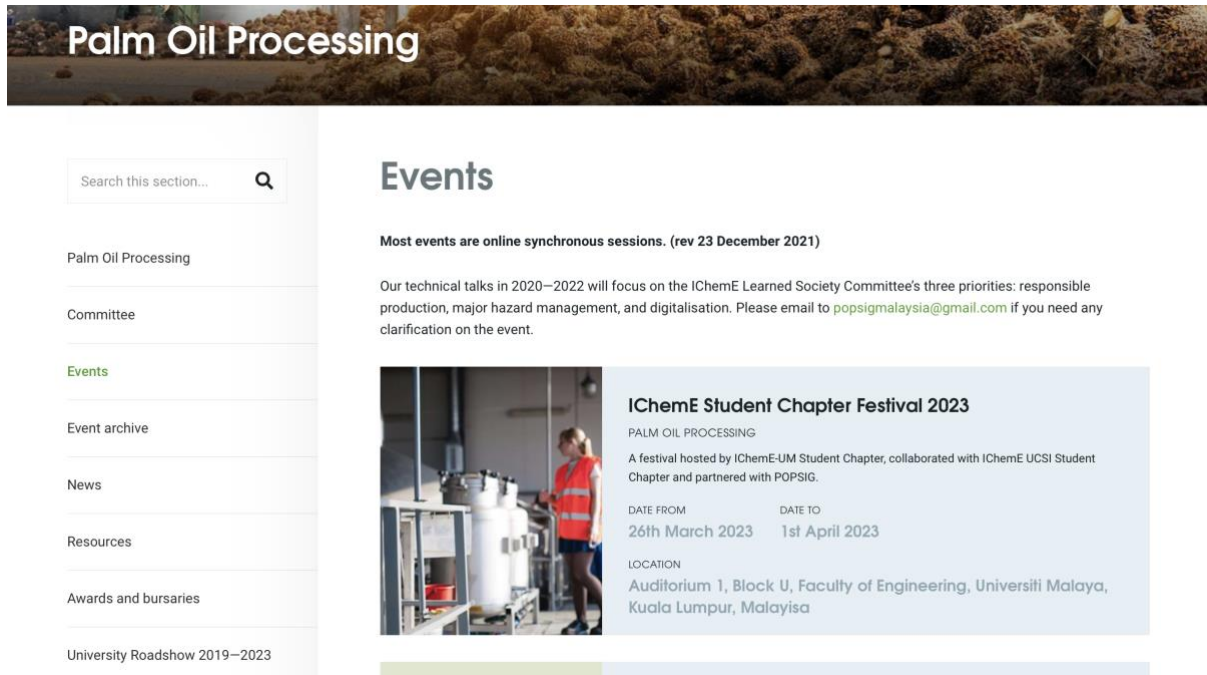 Palm Oil Processing
Search this section...
Palm Oil Processing
Committee
Events
Event archive
News
Resources
Awards and bursaries
University Roadshow 2019—2023
Events
Most events are online synchronous sessions. (rev 23 December 2021)
Our technical talks in 2020—2022 will focus on the IChemE Learned Society Committee's three priorities: responsible
production, major hazard management, and digitalisation. Please email to popsigmalaysia@gmail.com if you need any
clarification on the event.
IChemE Student Chapter Festival 2023
PALM OIL PROCESSING
A festival hosted by IChemE-UM Student Chapter, collaborated with IChemE UCSI Student
Chapter and partnered with POPSIG.
DATE FROM DATE TO
26th March 2023 1st April 2023
LOCATION
Auditorium 1, Block U, Faculty of Engineering, Universiti Malaya,
Kuala Lumpur, Malayisa